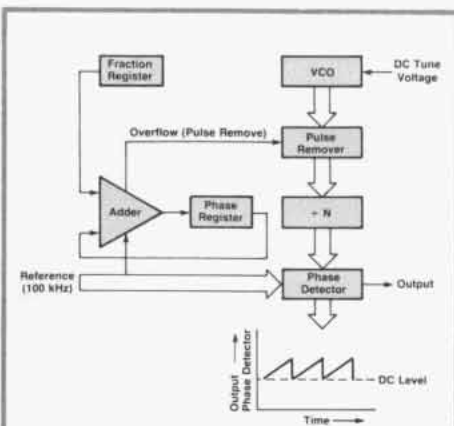 Fraction
Register
VCO
DC Tune
Voltage
Overflow (Pulse Remove)
Pulse
Remover
Adder
Phase
Register
÷ N
Reference
(100 kHz)
Phase
Detector
Output
Output
Phase Detector
DC Level
Time